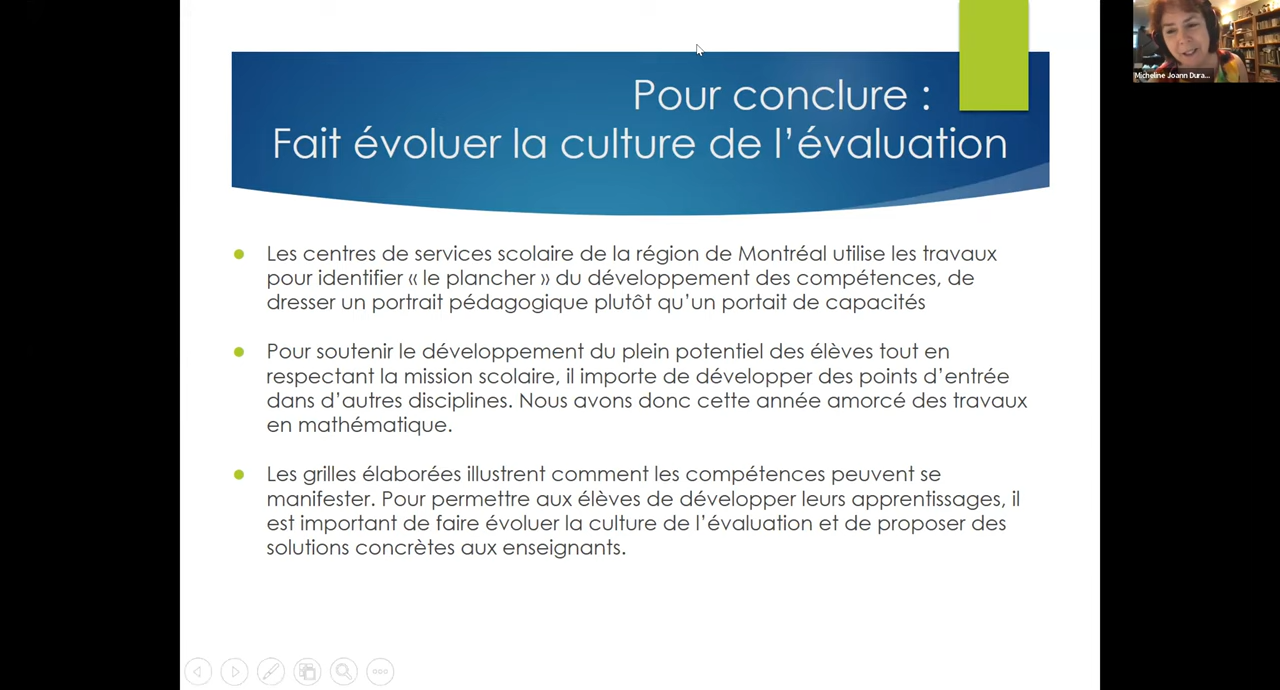 Pour conclure :
Fait évoluer la culture de l’évaluation
Micheline Joann Dura...
Les centres de services scolaire de la région de Montréal utilise les travaux
pour identifier « le plancher » du développement des compétences, de
dresser un portrait pédagogique plutôt qu’un portait de capacités
Pour soutenir le développement du plein potentiel des élèves tout en
respectant la mission scolaire, il importe de développer des points d’entrée
dans d’autres disciplines. Nous avons donc cette année amorcé des travaux
en mathématique.
Les grilles élaborées illustrent comment les compétences peuvent se
manifester. Pour permettre aux élèves de développer leurs apprentissages, il
est important de faire évoluer la culture de l’évaluation et de proposer des
solutions concrètes aux enseignants.